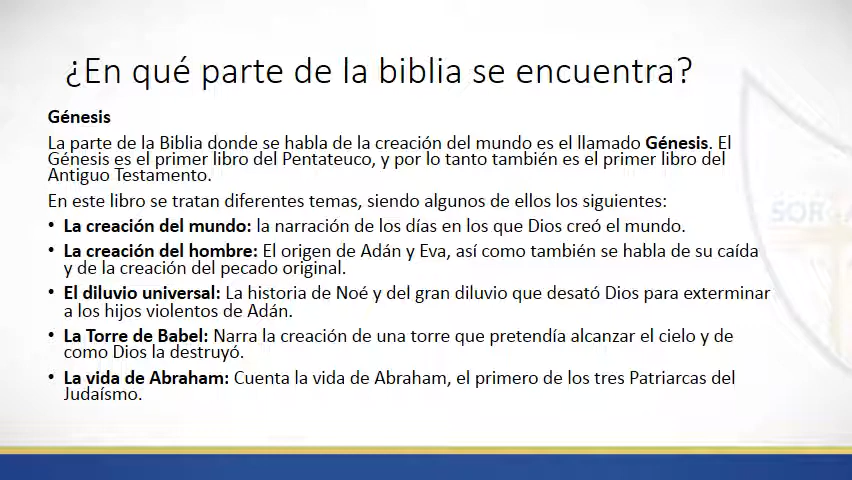 ¿En qué parte de la biblia se encuentra?
Génesis
La parte de la Biblia donde se habla de la creación del mundo es el llamado Génesis. El
Génesis es el primer libro del Pentateuco, y por lo tanto también es el primer libro del
Antiguo Testamento.
En este libro se tratan diferentes temas, siendo algunos de ellos los siguientes:
• La creación del mundo: la narración de los días en los que Dios creó el mundo.
• La creación del hombre: El origen de Adán y Eva, así como también se habla de su caída
y de la creación del pecado original.
• El diluvio universal: La historia de Noé y del gran diluvio que desató Dios para exterminar
a los hijos violentos de Adán.
• La Torre de Babel: Narra la creación de una torre que pretendía alcanzar el cielo y de
como Dios la destruyó.
• La vida de Abraham: Cuenta la vida de Abraham, el primero de los tres Patriarcas del
Judaísmo.
SOR